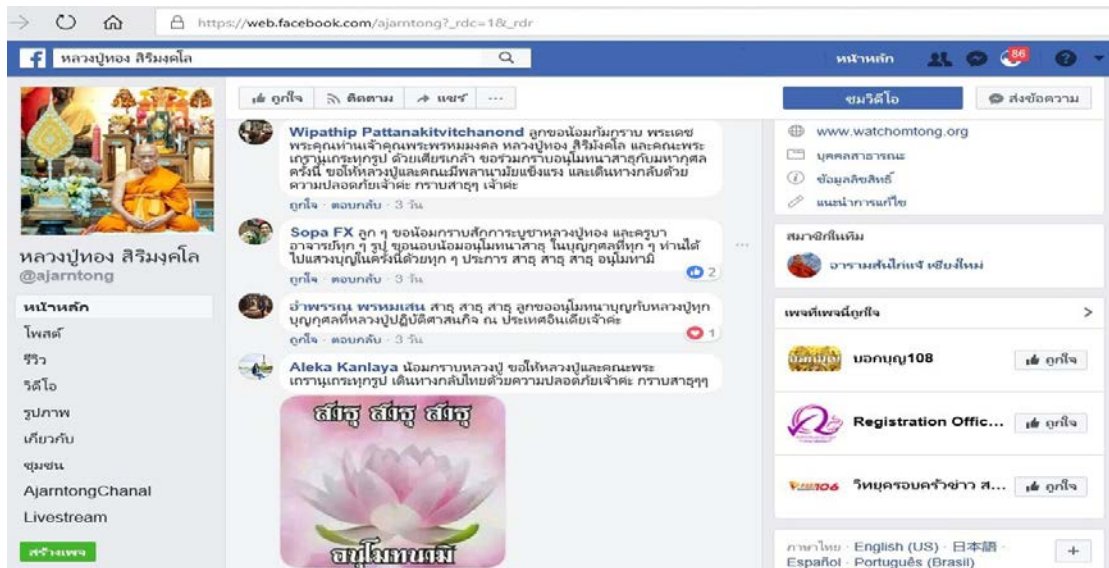 https://web.facebook.com/ajarntong?_rdc=1&_rdr
หลวงปู่ทอง สิริมงฺคโล
หน้าหลัก
86
หลวงปู่ทอง สิริมงฺคโล
@ajarntong
หน้าหลัก
โพสต์
รีวิว
วิดีโอ
รูปภาพ
เกี่ยวกับ
ชุมชน
AjarntongChanal
Livestream
สร้างเพจ
ถูกใจ
ติดตาม
แชร์
Wipathip Pattanakitvitchanond ลูกขอน้อมก้มกราบ พระเดช
พระคุณท่านเจ้าคุณพระพรหมมงคล หลวงปู่ทอง สิริมังคโล และคณะพระ
เถรานุเถระทุกรูป ด้วยเศียรเกล้า ขอร่วมกราบอนุโมทนาสาธุกับมหากุศล
ครั้งนี้ ขอให้หลวงปู่และคณะมีพลานามัยแข็งแรง และเดินทางกลับด้วย
ความปลอดภัยเจ้าค่ะ กราบสาธุๆ เจ้าค่ะ
ถูกใจ · ตอบกลับ · 3 วัน
Sopa FX ลูก ๆ ขอน้อมกราบสักการะบูชาหลวงปู่ทอง และครูบา
อาจารย์ทุก ๆ รูป ขอนอบน้อมอนุโมทนาสาธุ ในบุญกุศลที่ทุก ๆ ท่านได้
ไปแสวงบุญในครั้งนี้ด้วยทุก ๆ ประการ สาธุ สาธุ สาธุ อนุโมทามิ
2
ถูกใจ · ตอบกลับ · 3 วัน
อำพรรณ พรหมเสน สาธุ สาธุ สาธุ ลูกขออนุโมทนาบุญกับหลวงปู่ทุก
บุญกุศลที่หลวงปู่ปฏิบัติศาสนกิจ ณ ประเทศอินเดียเจ้าค่ะ
1
ถูกใจ · ตอบกลับ · 3 วัน
Aleka Kanlaya น้อมกราบหลวงปู่ ขอให้หลวงปู่และคณะพระ
เถรานุเถระทุกรูป เดินทางกลับไทยด้วยความปลอดภัยเจ้าค่ะ กราบสาธุๆๆ
สาธุ สาธุ สาธุ
อนุโมทนามิ
ชมวิดีโอ
ส่งข้อความ
www.watchomtong.org
บุคคลสาธารณะ
ข้อมูลลิขสิทธิ์
แนะนำการแก้ไข
สมาชิกในทีม
อารามสันไก่แจ้ เชียงใหม่
เพจที่เพจนี้ถูกใจ
บอกบุญ108
ถูกใจ
Registration Offic...
ถูกใจ
วิทยุครอบครัวข่าว ส...
ถูกใจ
ภาษาไทย · English (US) · 日本語 ·
Español · Português (Brasil)